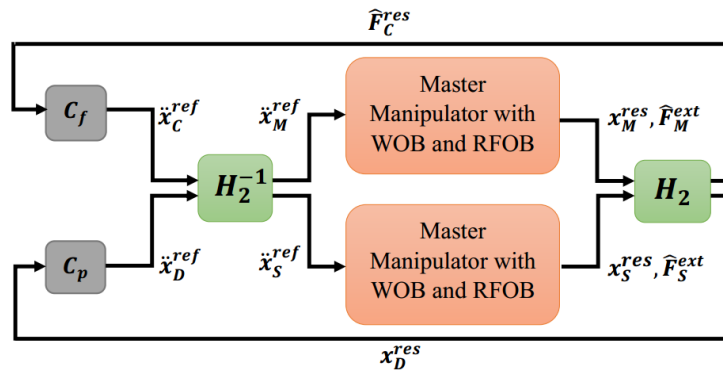 F̂_C^{res}
C_f
ẍ_C^{ref}
ẍ_M^{ref}
Master
Manipulator with
WOB and RFOB
x_M^{res}, F̂_M^{ext}
H_2^{-1}
H_2
C_p
ẍ_D^{ref}
ẍ_S^{ref}
Master
Manipulator with
WOB and RFOB
x_S^{res}, F̂_S^{ext}
x_D^{res}